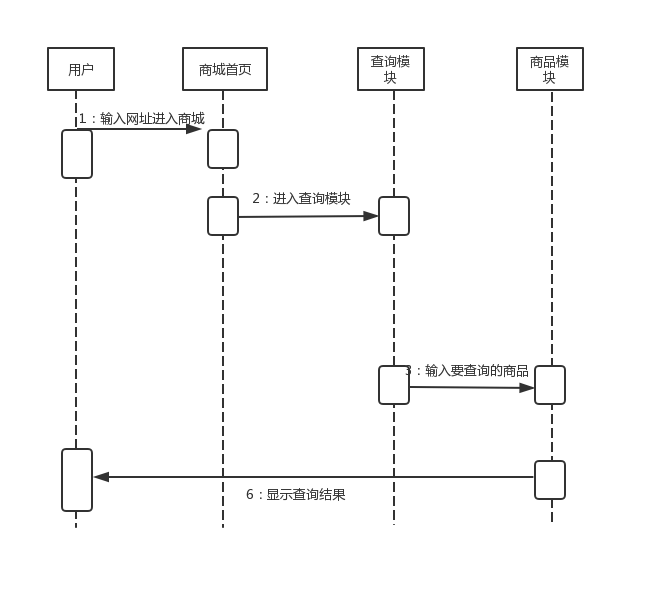 用户
商城首页
查询模
块
商品模
块
1：输入网址进入商城
2：进入查询模块
3：输入要查询的商品
6：显示查询结果